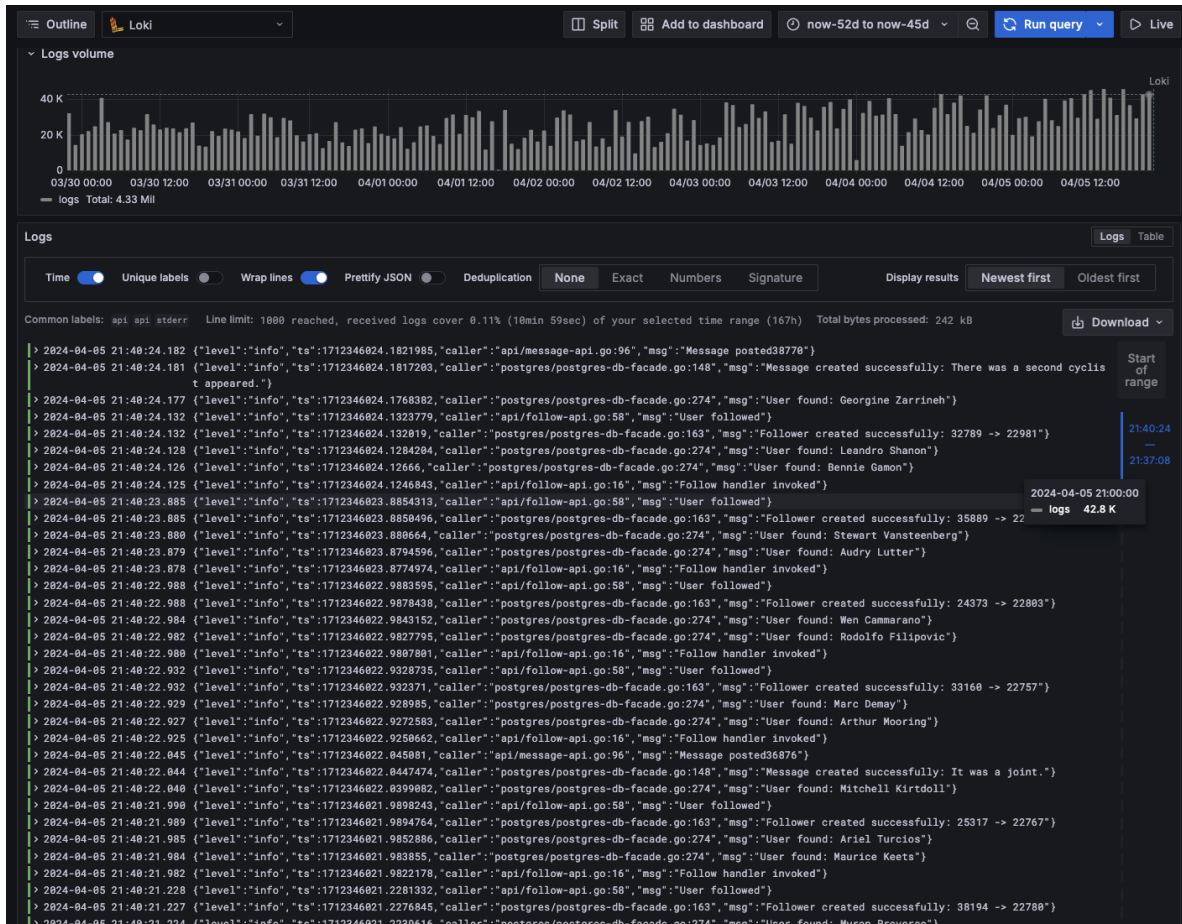 Outline
Loki
Split
Add to dashboard
now-52d to now-45d
Run query
Live
Logs volume
Loki
40 K
20 K
0
03/30 00:00 03/30 12:00 03/31 00:00 03/31 12:00 04/01 00:00 04/01 12:00 04/02 00:00 04/02 12:00 04/03 00:00 04/03 12:00 04/04 00:00 04/04 12:00 04/05 00:00 04/05 12:00
logs Total: 4.33 Mil
Logs
Logs Table
Time Unique labels Wrap lines Prettify JSON Deduplication None Exact Numbers Signature Display results Newest first Oldest first
Common labels: api api stderr Line limit: 1000 reached, received logs cover 0.11% (10min 59sec) of your selected time range (167h) Total bytes processed: 242 kB
Download
> 2024-04-05 21:40:24.182 {"level":"info","ts":1712346024.1821985,"caller":"api/message-api.go:96","msg":"Message posted38770"}
> 2024-04-05 21:40:24.181 {"level":"info","ts":1712346024.1817203,"caller":"postgres/postgres-db-facade.go:148","msg":"Message created successfully: There was a second cyclis
t appeared."}
> 2024-04-05 21:40:24.177 {"level":"info","ts":1712346024.1768382,"caller":"postgres/postgres-db-facade.go:274","msg":"User found: Georgine Zarrineh"}
> 2024-04-05 21:40:24.132 {"level":"info","ts":1712346024.1323779,"caller":"api/follow-api.go:58","msg":"User followed"}
> 2024-04-05 21:40:24.132 {"level":"info","ts":1712346024.132019,"caller":"postgres/postgres-db-facade.go:163","msg":"Follower created successfully: 32789 -> 22981"}
> 2024-04-05 21:40:24.128 {"level":"info","ts":1712346024.1284204,"caller":"postgres/postgres-db-facade.go:274","msg":"User found: Leandro Shanon"}
> 2024-04-05 21:40:24.126 {"level":"info","ts":1712346024.12666,"caller":"postgres/postgres-db-facade.go:274","msg":"User found: Bennie Gamon"}
> 2024-04-05 21:40:24.125 {"level":"info","ts":1712346024.1246843,"caller":"api/follow-api.go:16","msg":"Follow handler invoked"}
> 2024-04-05 21:40:23.885 {"level":"info","ts":1712346023.8854313,"caller":"api/follow-api.go:58","msg":"User followed"}
> 2024-04-05 21:40:23.885 {"level":"info","ts":1712346023.8850496,"caller":"postgres/postgres-db-facade.go:163","msg":"Follower created successfully: 35889 -> 22
> 2024-04-05 21:40:23.880 {"level":"info","ts":1712346023.880664,"caller":"postgres/postgres-db-facade.go:274","msg":"User found: Stewart Vansteenberg"}
> 2024-04-05 21:40:23.879 {"level":"info","ts":1712346023.8794596,"caller":"postgres/postgres-db-facade.go:274","msg":"User found: Audry Lutter"}
> 2024-04-05 21:40:23.878 {"level":"info","ts":1712346023.8774974,"caller":"api/follow-api.go:16","msg":"Follow handler invoked"}
> 2024-04-05 21:40:22.988 {"level":"info","ts":1712346022.9883595,"caller":"api/follow-api.go:58","msg":"User followed"}
> 2024-04-05 21:40:22.988 {"level":"info","ts":1712346022.9878438,"caller":"postgres/postgres-db-facade.go:163","msg":"Follower created successfully: 24373 -> 22803"}
> 2024-04-05 21:40:22.984 {"level":"info","ts":1712346022.9843152,"caller":"postgres/postgres-db-facade.go:274","msg":"User found: Wen Cammarano"}
> 2024-04-05 21:40:22.982 {"level":"info","ts":1712346022.9827795,"caller":"postgres/postgres-db-facade.go:274","msg":"User found: Rodolfo Filipovic"}
> 2024-04-05 21:40:22.980 {"level":"info","ts":1712346022.9807801,"caller":"api/follow-api.go:16","msg":"Follow handler invoked"}
> 2024-04-05 21:40:22.932 {"level":"info","ts":1712346022.9328735,"caller":"api/follow-api.go:58","msg":"User followed"}
> 2024-04-05 21:40:22.932 {"level":"info","ts":1712346022.932371,"caller":"postgres/postgres-db-facade.go:163","msg":"Follower created successfully: 33160 -> 22757"}
> 2024-04-05 21:40:22.929 {"level":"info","ts":1712346022.928985,"caller":"postgres/postgres-db-facade.go:274","msg":"User found: Marc Demay"}
> 2024-04-05 21:40:22.927 {"level":"info","ts":1712346022.9272583,"caller":"postgres/postgres-db-facade.go:274","msg":"User found: Arthur Mooring"}
> 2024-04-05 21:40:22.925 {"level":"info","ts":1712346022.9250662,"caller":"api/follow-api.go:16","msg":"Follow handler invoked"}
> 2024-04-05 21:40:22.045 {"level":"info","ts":1712346022.045081,"caller":"api/message-api.go:96","msg":"Message posted36876"}
> 2024-04-05 21:40:22.044 {"level":"info","ts":1712346022.0447474,"caller":"postgres/postgres-db-facade.go:148","msg":"Message created successfully: It was a joint."}
> 2024-04-05 21:40:22.040 {"level":"info","ts":1712346022.0399082,"caller":"postgres/postgres-db-facade.go:274","msg":"User found: Mitchell Kirtdoll"}
> 2024-04-05 21:40:21.990 {"level":"info","ts":1712346021.9898243,"caller":"api/follow-api.go:58","msg":"User followed"}
> 2024-04-05 21:40:21.989 {"level":"info","ts":1712346021.9894764,"caller":"postgres/postgres-db-facade.go:163","msg":"Follower created successfully: 25317 -> 22767"}
> 2024-04-05 21:40:21.985 {"level":"info","ts":1712346021.9852886,"caller":"postgres/postgres-db-facade.go:274","msg":"User found: Ariel Turcios"}
> 2024-04-05 21:40:21.984 {"level":"info","ts":1712346021.983855,"caller":"postgres/postgres-db-facade.go:274","msg":"User found: Maurice Keets"}
> 2024-04-05 21:40:21.982 {"level":"info","ts":1712346021.9822178,"caller":"api/follow-api.go:16","msg":"Follow handler invoked"}
> 2024-04-05 21:40:21.228 {"level":"info","ts":1712346021.2281332,"caller":"api/follow-api.go:58","msg":"User followed"}
> 2024-04-05 21:40:21.227 {"level":"info","ts":1712346021.2276845,"caller":"postgres/postgres-db-facade.go:163","msg":"Follower created successfully: 38194 -> 22780"}
Start
of
range
21:40:24
—
21:37:08
2024-04-05 21:00:00
logs 42.8 K